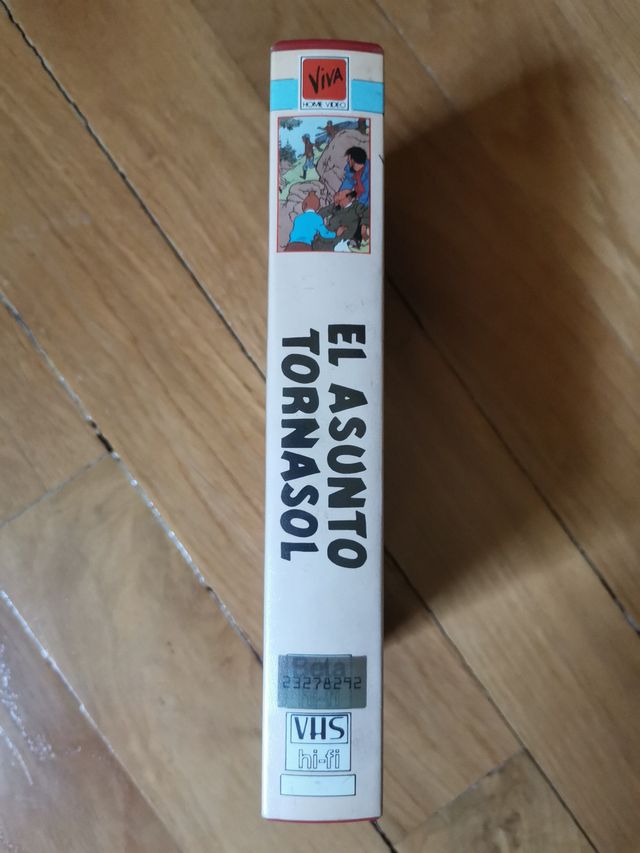 ViVA
HOME VIDEO
EL ASUNTO
TORNASOL
Beta
23278292
VHS
hi-fi